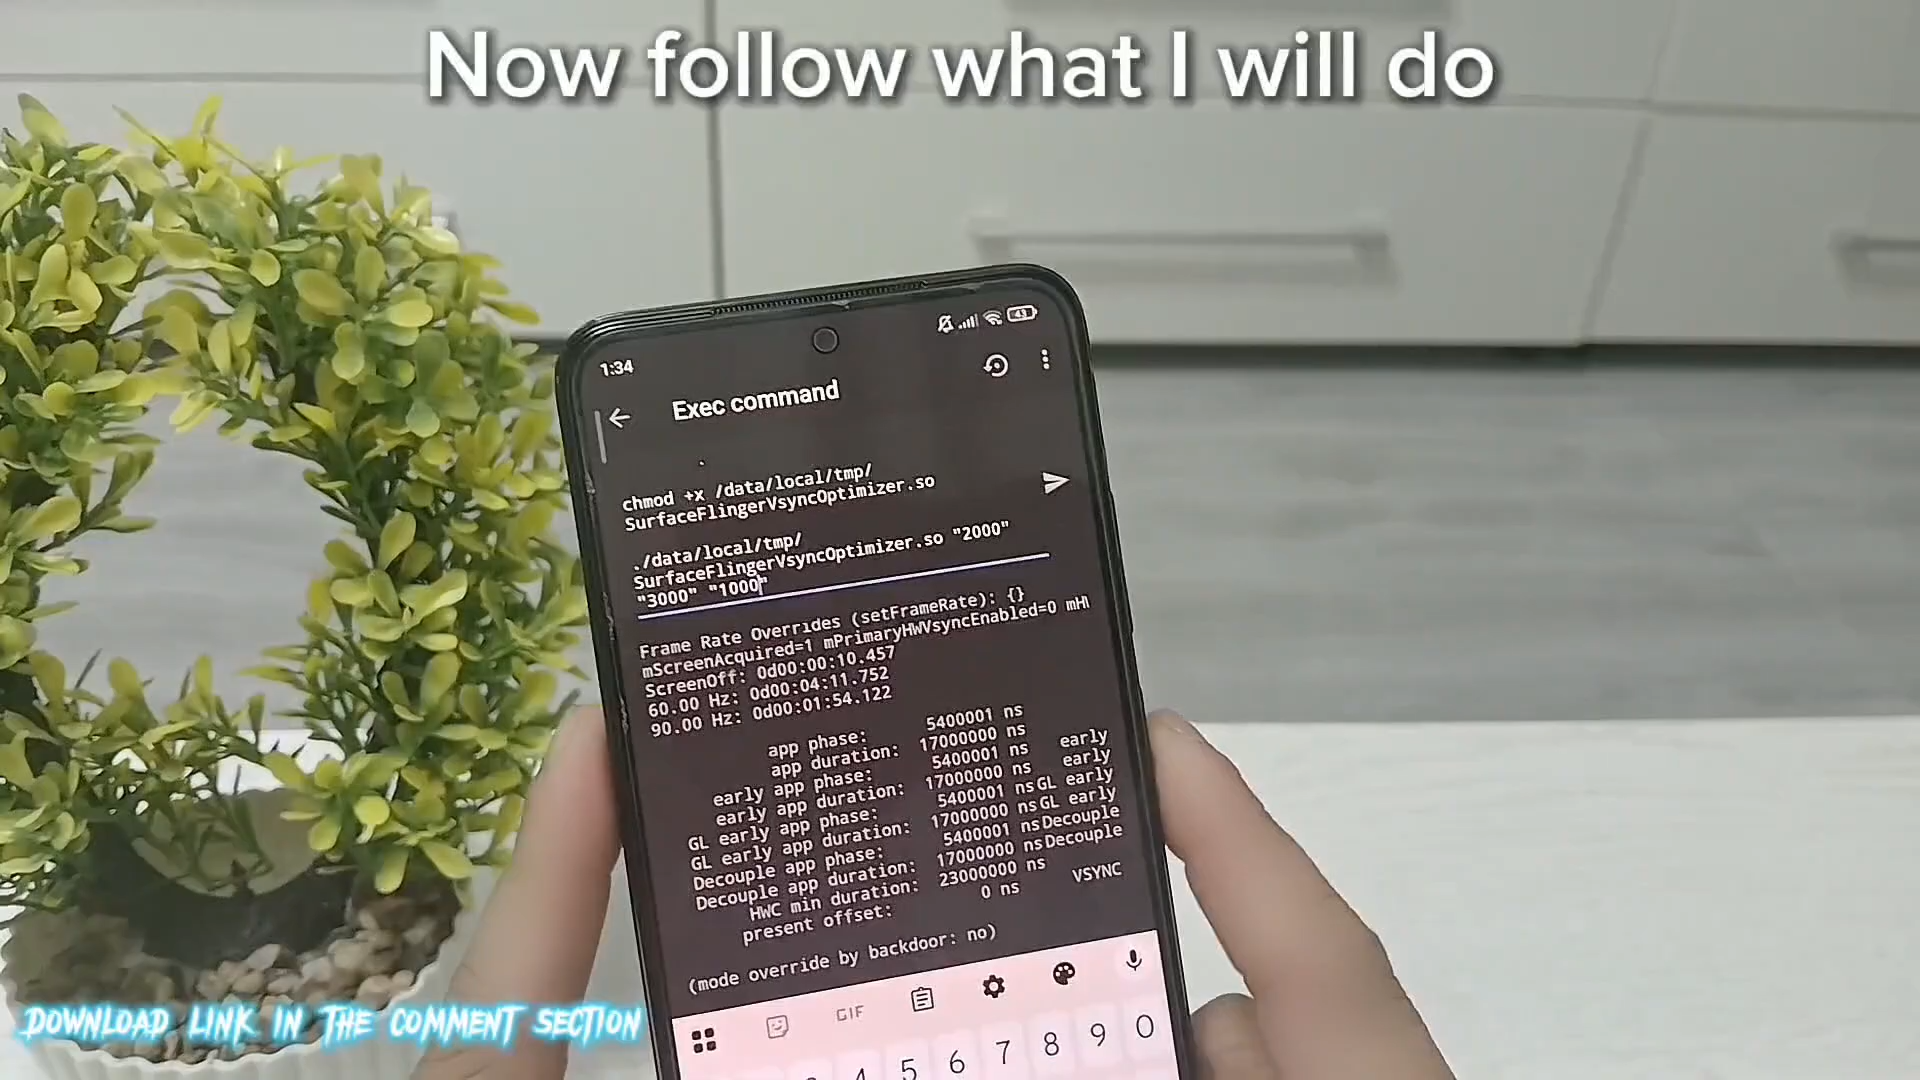 Now follow what I will do
1:34
43
Exec command
chmod +x /data/local/tmp/
SurfaceFlingerVsyncOptimizer.so
./data/local/tmp/
SurfaceFlingerVsyncOptimizer.so "2000"
"3000" "1000"
Frame Rate Overrides (setFrameRate): {}
mScreenAcquired=1 mPrimaryHWVsyncEnabled=0 mH
ScreenOff: 0d00:00:10.457
60.00 Hz: 0d00:04:11.752
90.00 Hz: 0d00:01:54.122
app phase: 5400001 ns
app duration: 17000000 ns
early app phase: 5400001 ns early
early app duration: 17000000 ns early
GL early app phase: 5400001 ns GL early
GL early app duration: 17000000 ns GL early
Decouple app phase: 5400001 ns Decouple
Decouple app duration: 17000000 ns Decouple
HWC min duration: 23000000 ns
present offset: 0 ns VSYNC
(mode override by backdoor: no)
GIF
4 5 6 7 8 9 0
DOWNLOAD LINK IN THE COMMENT SECTION